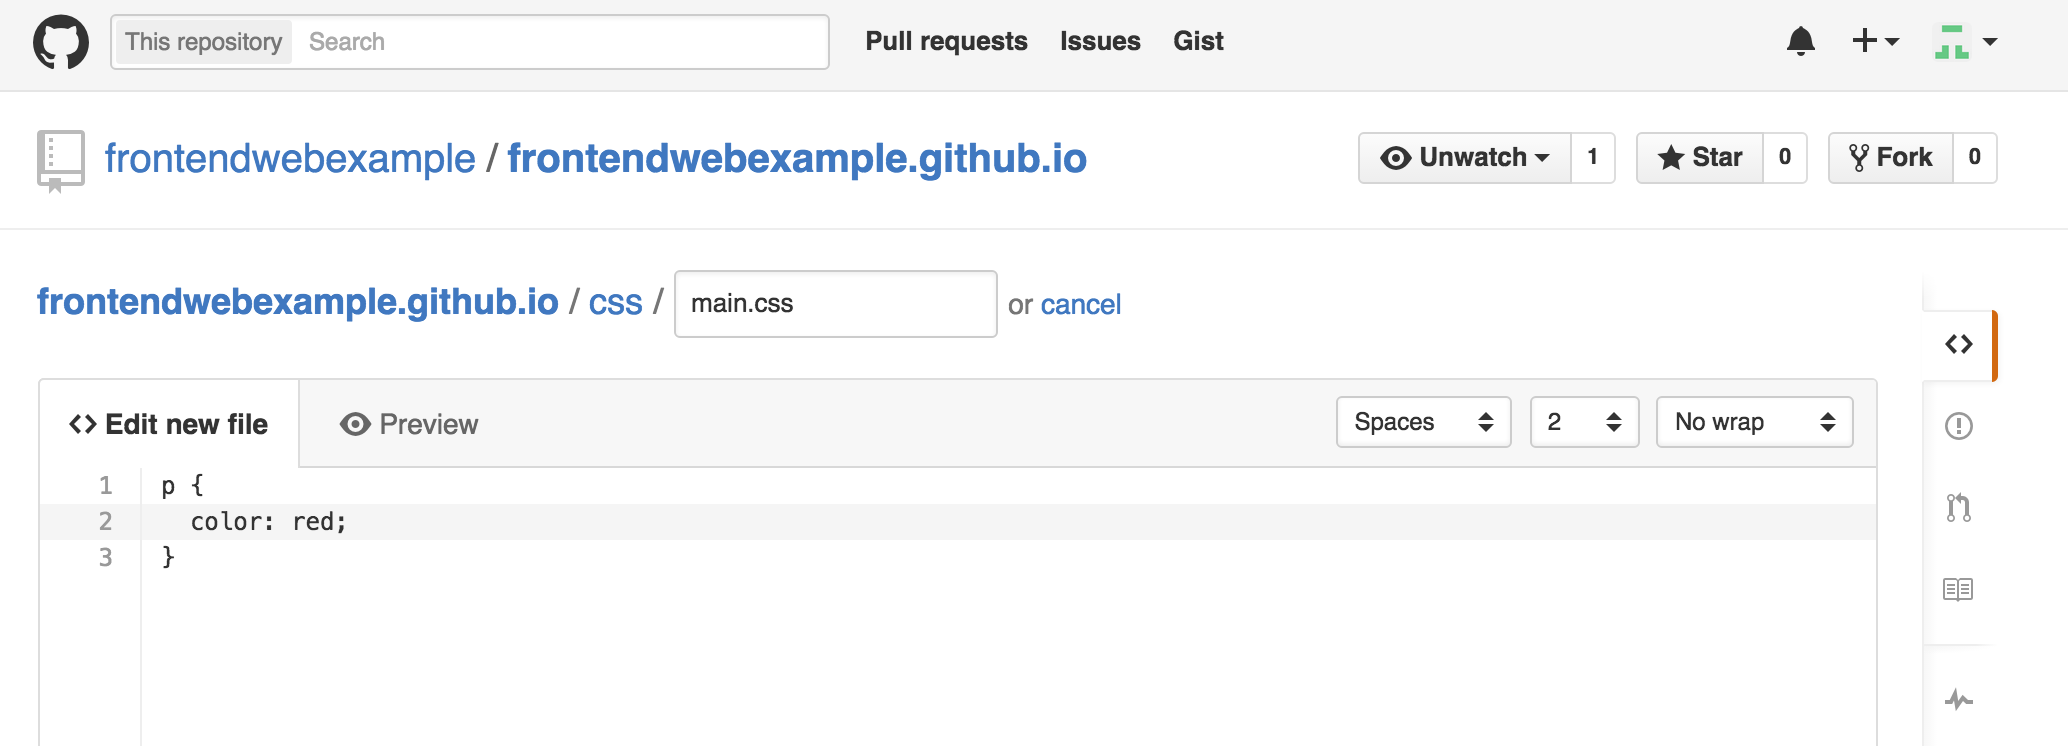 This repository Search Pull requests Issues Gist
frontendwebexample / frontendwebexample.github.io Unwatch 1 Star 0 Fork 0
frontendwebexample.github.io / css / main.css or cancel
<> Edit new file Preview Spaces 2 No wrap
1 p {
2   color: red;
3 }